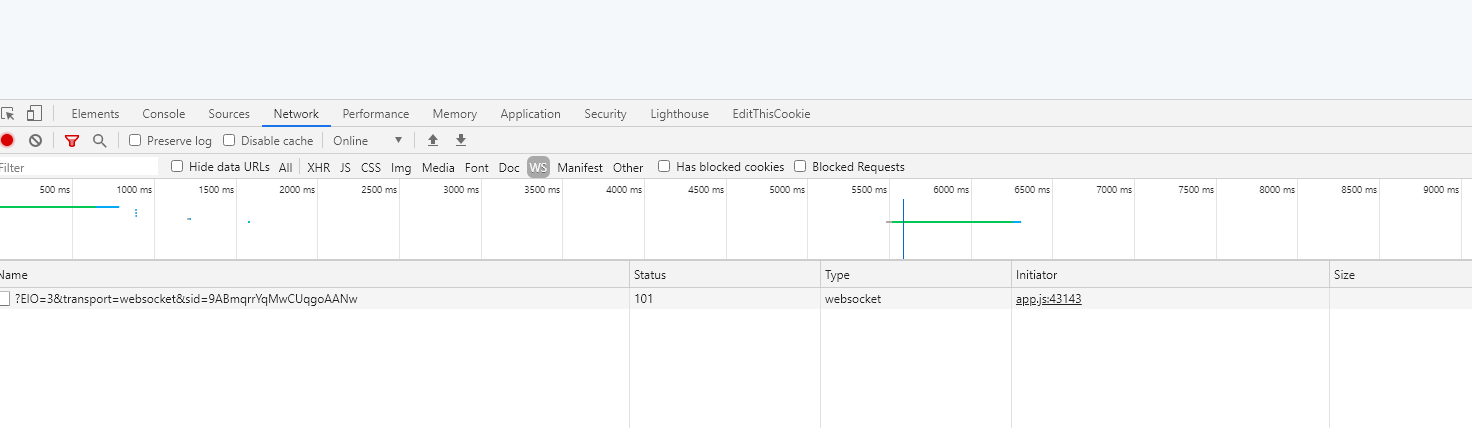 Elements Console Sources Network Performance Memory Application Security Lighthouse EditThisCookie
Preserve log Disable cache Online
Filter Hide data URLs All XHR JS CSS Img Media Font Doc WS Manifest Other Has blocked cookies Blocked Requests
500 ms 1000 ms 1500 ms 2000 ms 2500 ms 3000 ms 3500 ms 4000 ms 4500 ms 5000 ms 5500 ms 6000 ms 6500 ms 7000 ms 7500 ms 8000 ms 8500 ms 9000 ms
Name Status Type Initiator Size
?EIO=3&transport=websocket&sid=9ABmqrrYqMwCUqgoAANw 101 websocket app.js:43143